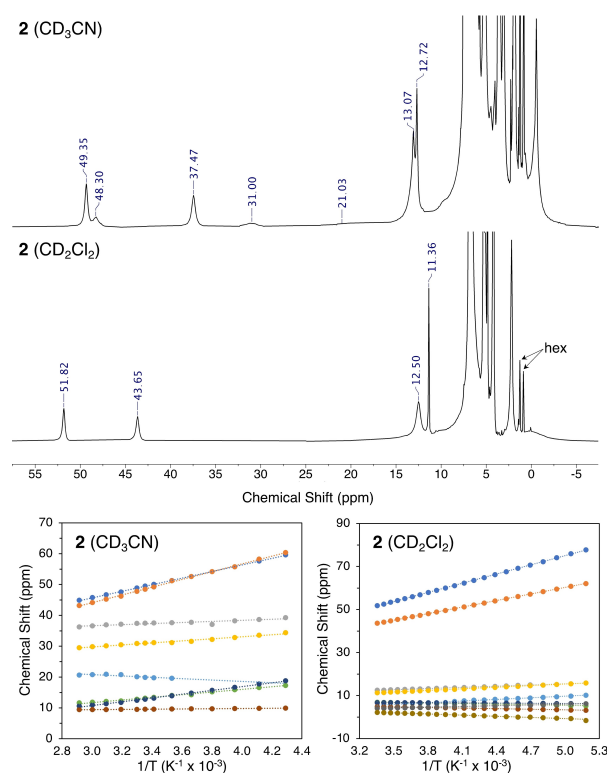 2 (CD3CN)
49.35
48.30
37.47
31.00
21.03
13.07
12.72
2 (CD2Cl2)
51.82
43.65
12.50
11.36
hex
55 50 45 40 35 30 25 20 15 10 5 0 -5
Chemical Shift (ppm)
2 (CD3CN)
Chemical Shift (ppm)
70
60
50
40
30
20
10
0
2.8 3.0 3.2 3.4 3.6 3.8 4.0 4.2 4.4
1/T (K-1 x 10-3)
2 (CD2Cl2)
Chemical Shift (ppm)
90
70
50
30
10
-10
3.2 3.5 3.8 4.1 4.4 4.7 5.0 5.3
1/T (K-1 x 10-3)